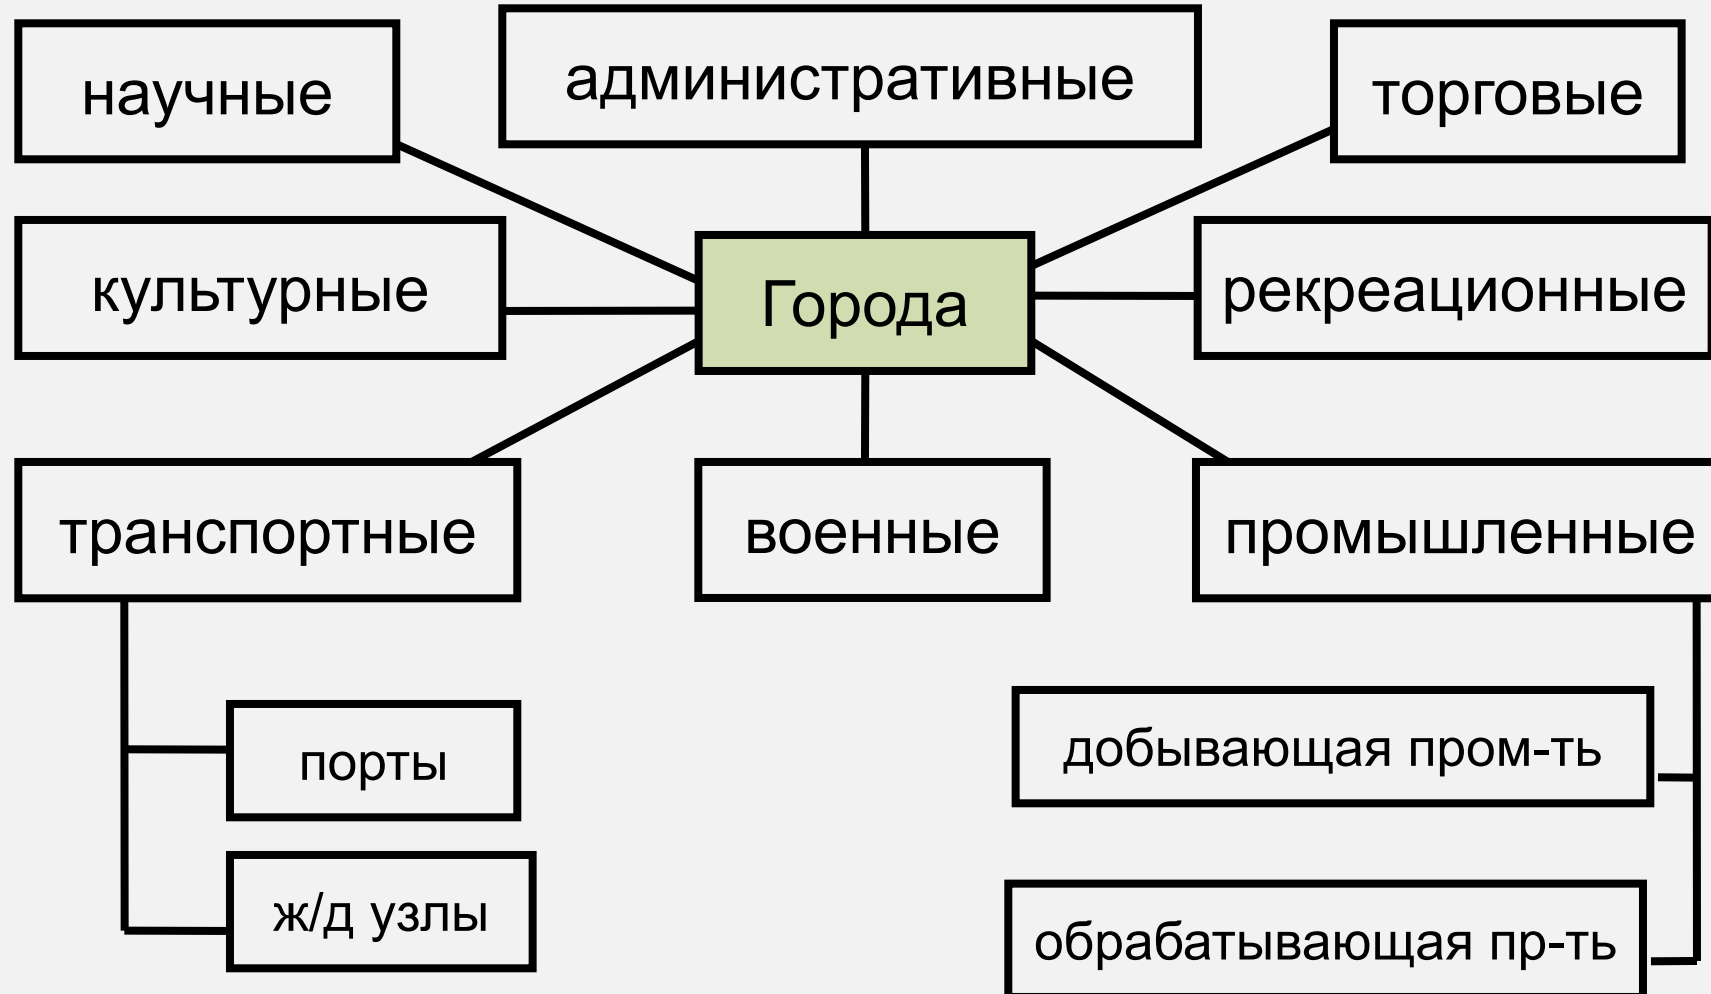 научные
административные
торговые
культурные
Города
рекреационные
транспортные
военные
промышленные
порты
добывающая пром-ть
ж/д узлы
обрабатывающая пр-ть